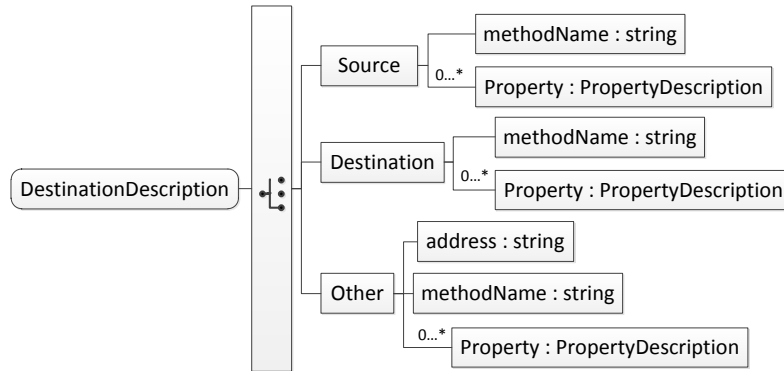 methodName : string
Source
0...*
Property : PropertyDescription
methodName : string
Destination
0...*
Property : PropertyDescription
DestinationDescription
address : string
Other
methodName : string
0...*
Property : PropertyDescription